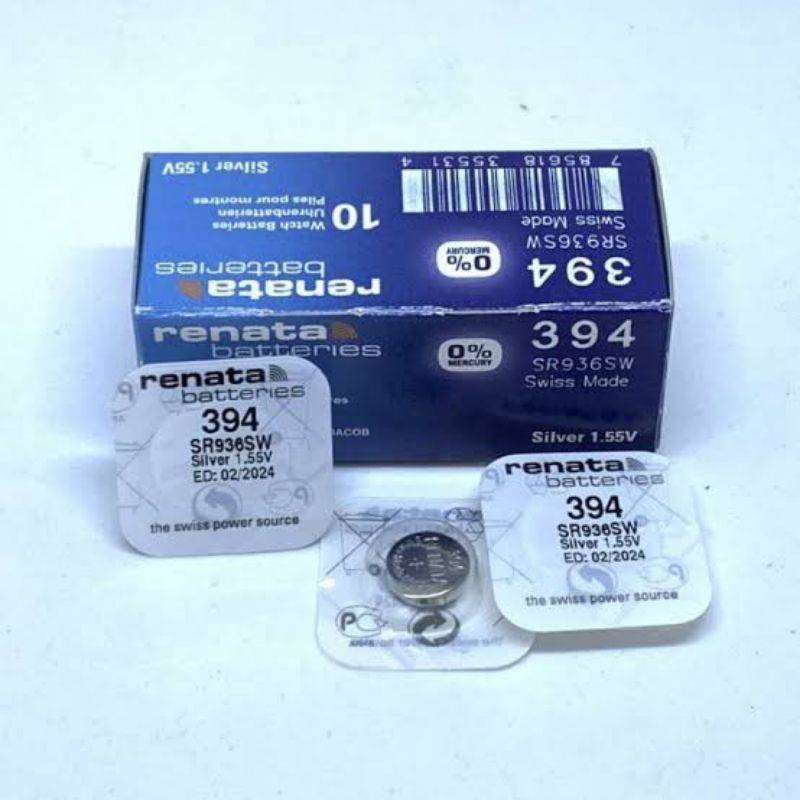 Silver 1.55V
10
Watch Batteries
Uhrenbatterien
Piles pour montres
7 85618 35531 4
Swiss Made
SR936SW
394
0%
MERCURY
renata
batteries
renata
batteries
0%
MERCURY
394
SR936SW
Swiss Made
Silver 1.55V
renata
batteries
394
SR936SW
Silver 1.55V
ED: 02/2024
the swiss power source
renata
batteries
394
SR936SW
Silver 1.55V
ED: 02/2024
the swiss power source